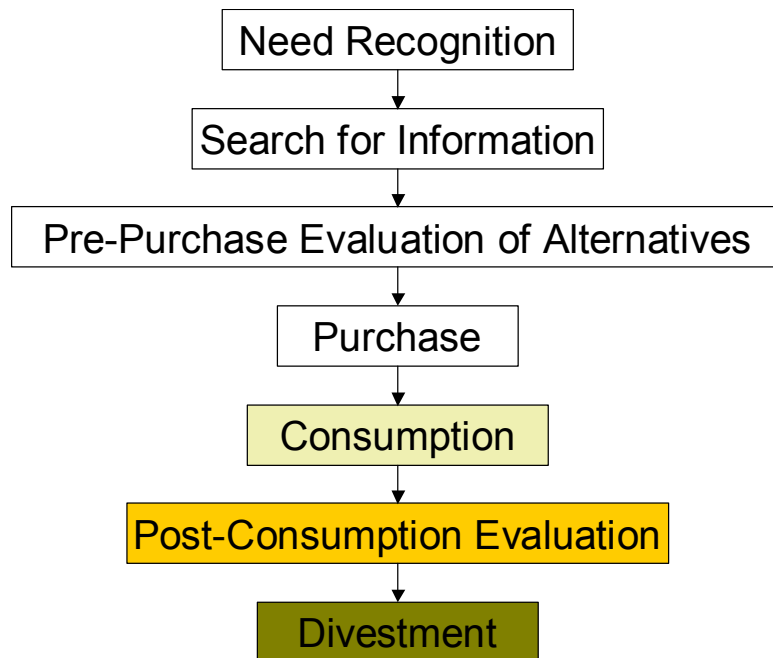 Need Recognition
Search for Information
Pre-Purchase Evaluation of Alternatives
Purchase
Consumption
Post-Consumption Evaluation
Divestment